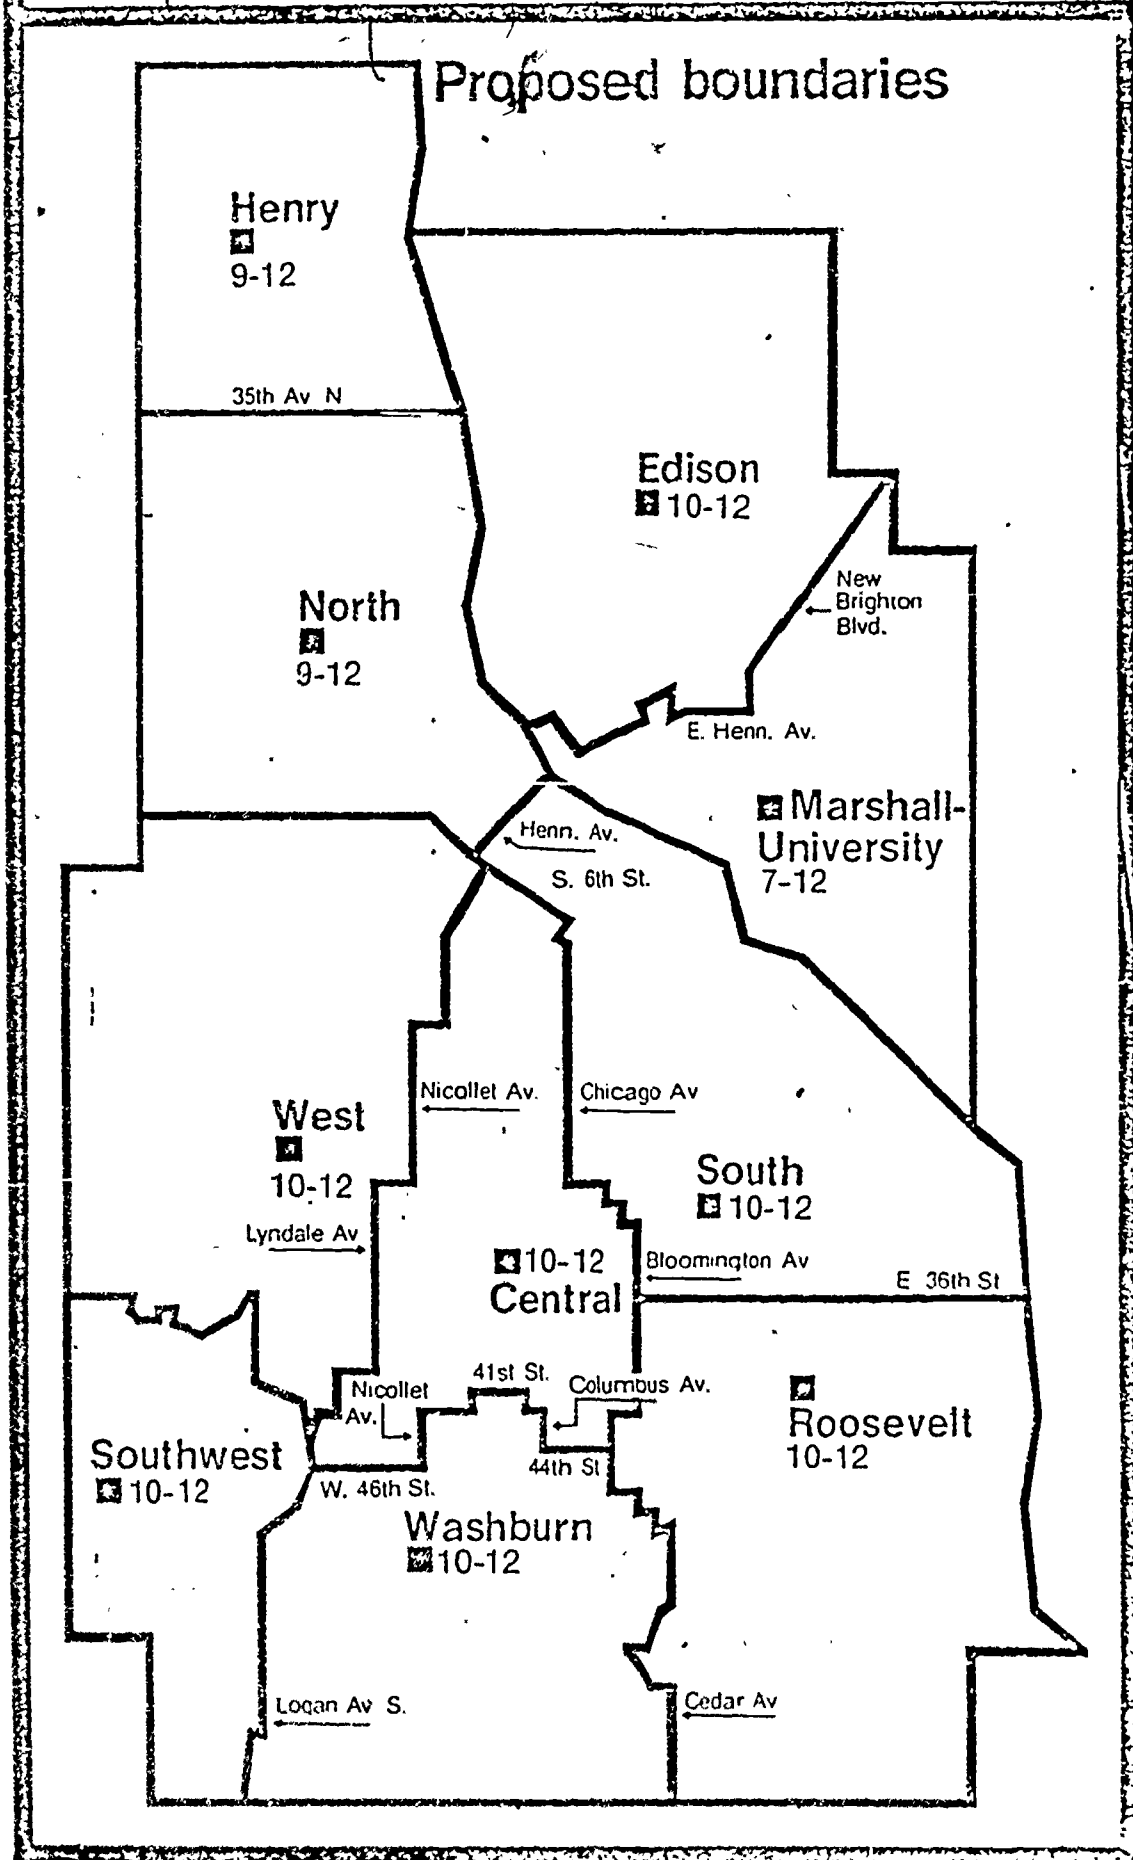 Proposed boundaries
Henry
9-12
35th Av N
Edison
10-12
New
Brighton
Blvd.
North
9-12
E. Henn. Av.
Marshall-
University
7-12
Henn. Av.
S. 6th St.
Nicollet Av.
Chicago Av
West
10-12
South
10-12
Lyndale Av
10-12
Central
Bloomington Av
E 36th St
41st St.
Columbus Av.
Nicollet
Av.
Roosevelt
10-12
Southwest
10-12
44th St
W. 46th St.
Washburn
10-12
Logan Av S.
Cedar Av